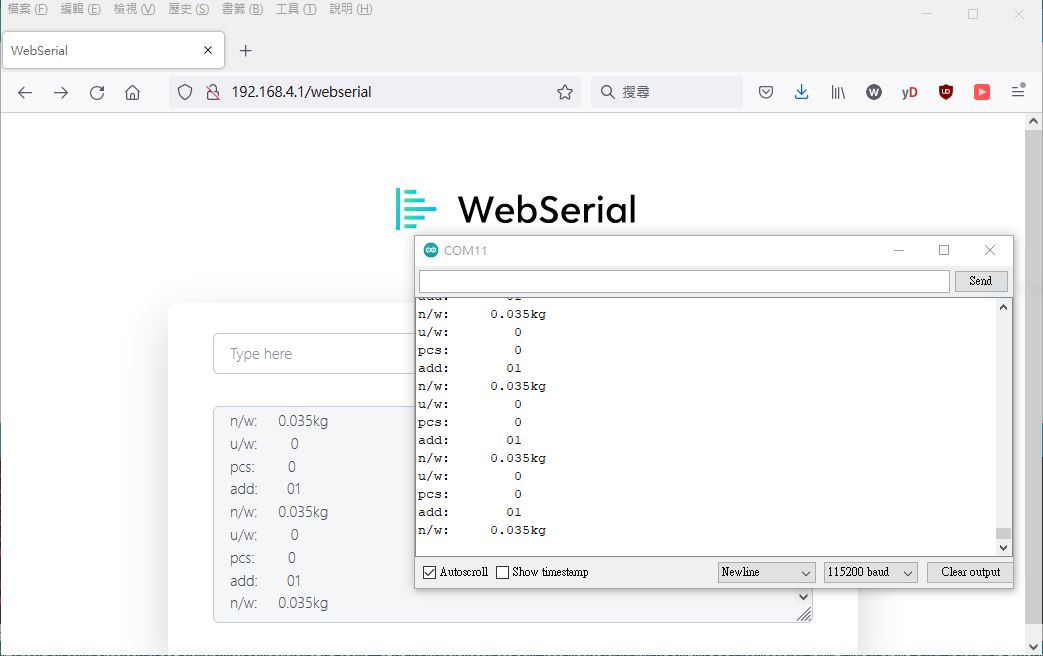 檔案 (F) 編輯 (E) 檢視 (V) 歷史 (S) 書籤 (B) 工具 (T) 說明 (H)
WebSerial
192.168.4.1/webserial
搜尋
W
yD
WebSerial
COM11
Send
add: 01
n/w: 0.035kg
u/w: 0
pcs: 0
add: 01
n/w: 0.035kg
u/w: 0
pcs: 0
add: 01
n/w: 0.035kg
u/w: 0
pcs: 0
add: 01
n/w: 0.035kg
Autoscroll Show timestamp Newline 115200 baud Clear output
Type here
n/w: 0.035kg
u/w: 0
pcs: 0
add: 01
n/w: 0.035kg
u/w: 0
pcs: 0
add: 01
n/w: 0.035kg